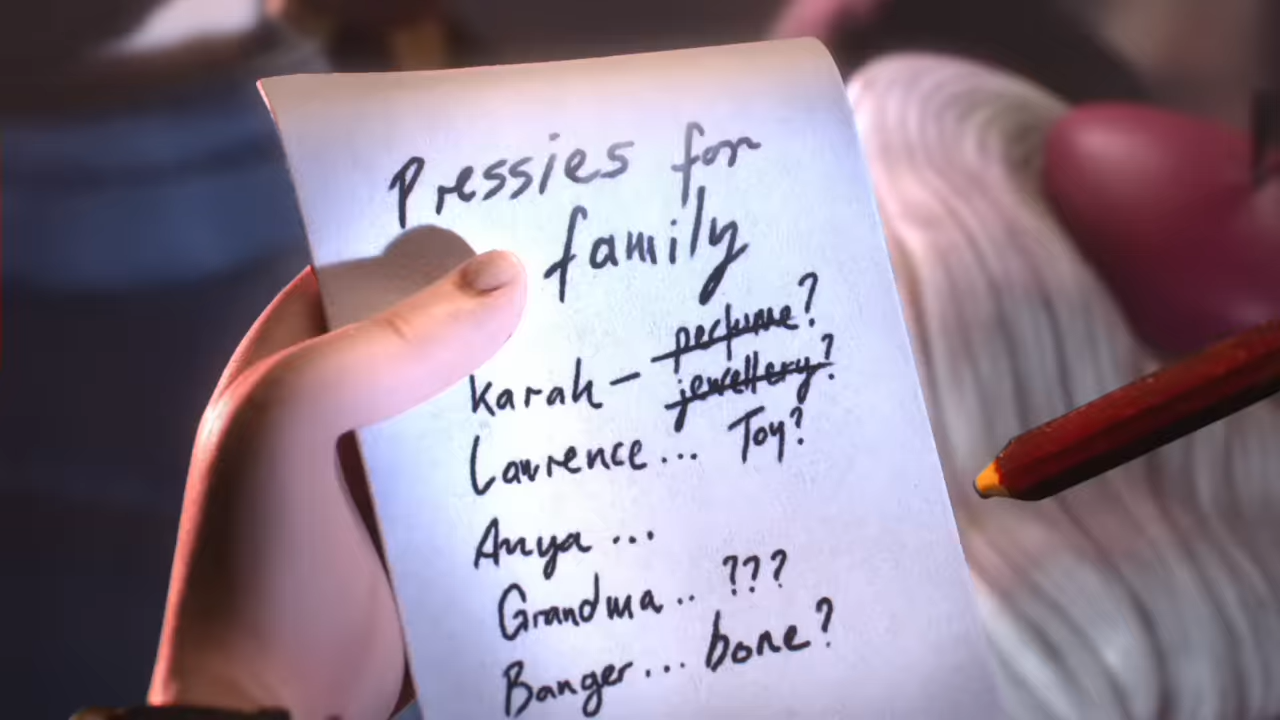 Pressies for
family
Karah – perfume?
jewellery?
Lawrence... Toy?
Anya ...
Grandma.. ???
Banger... bone?